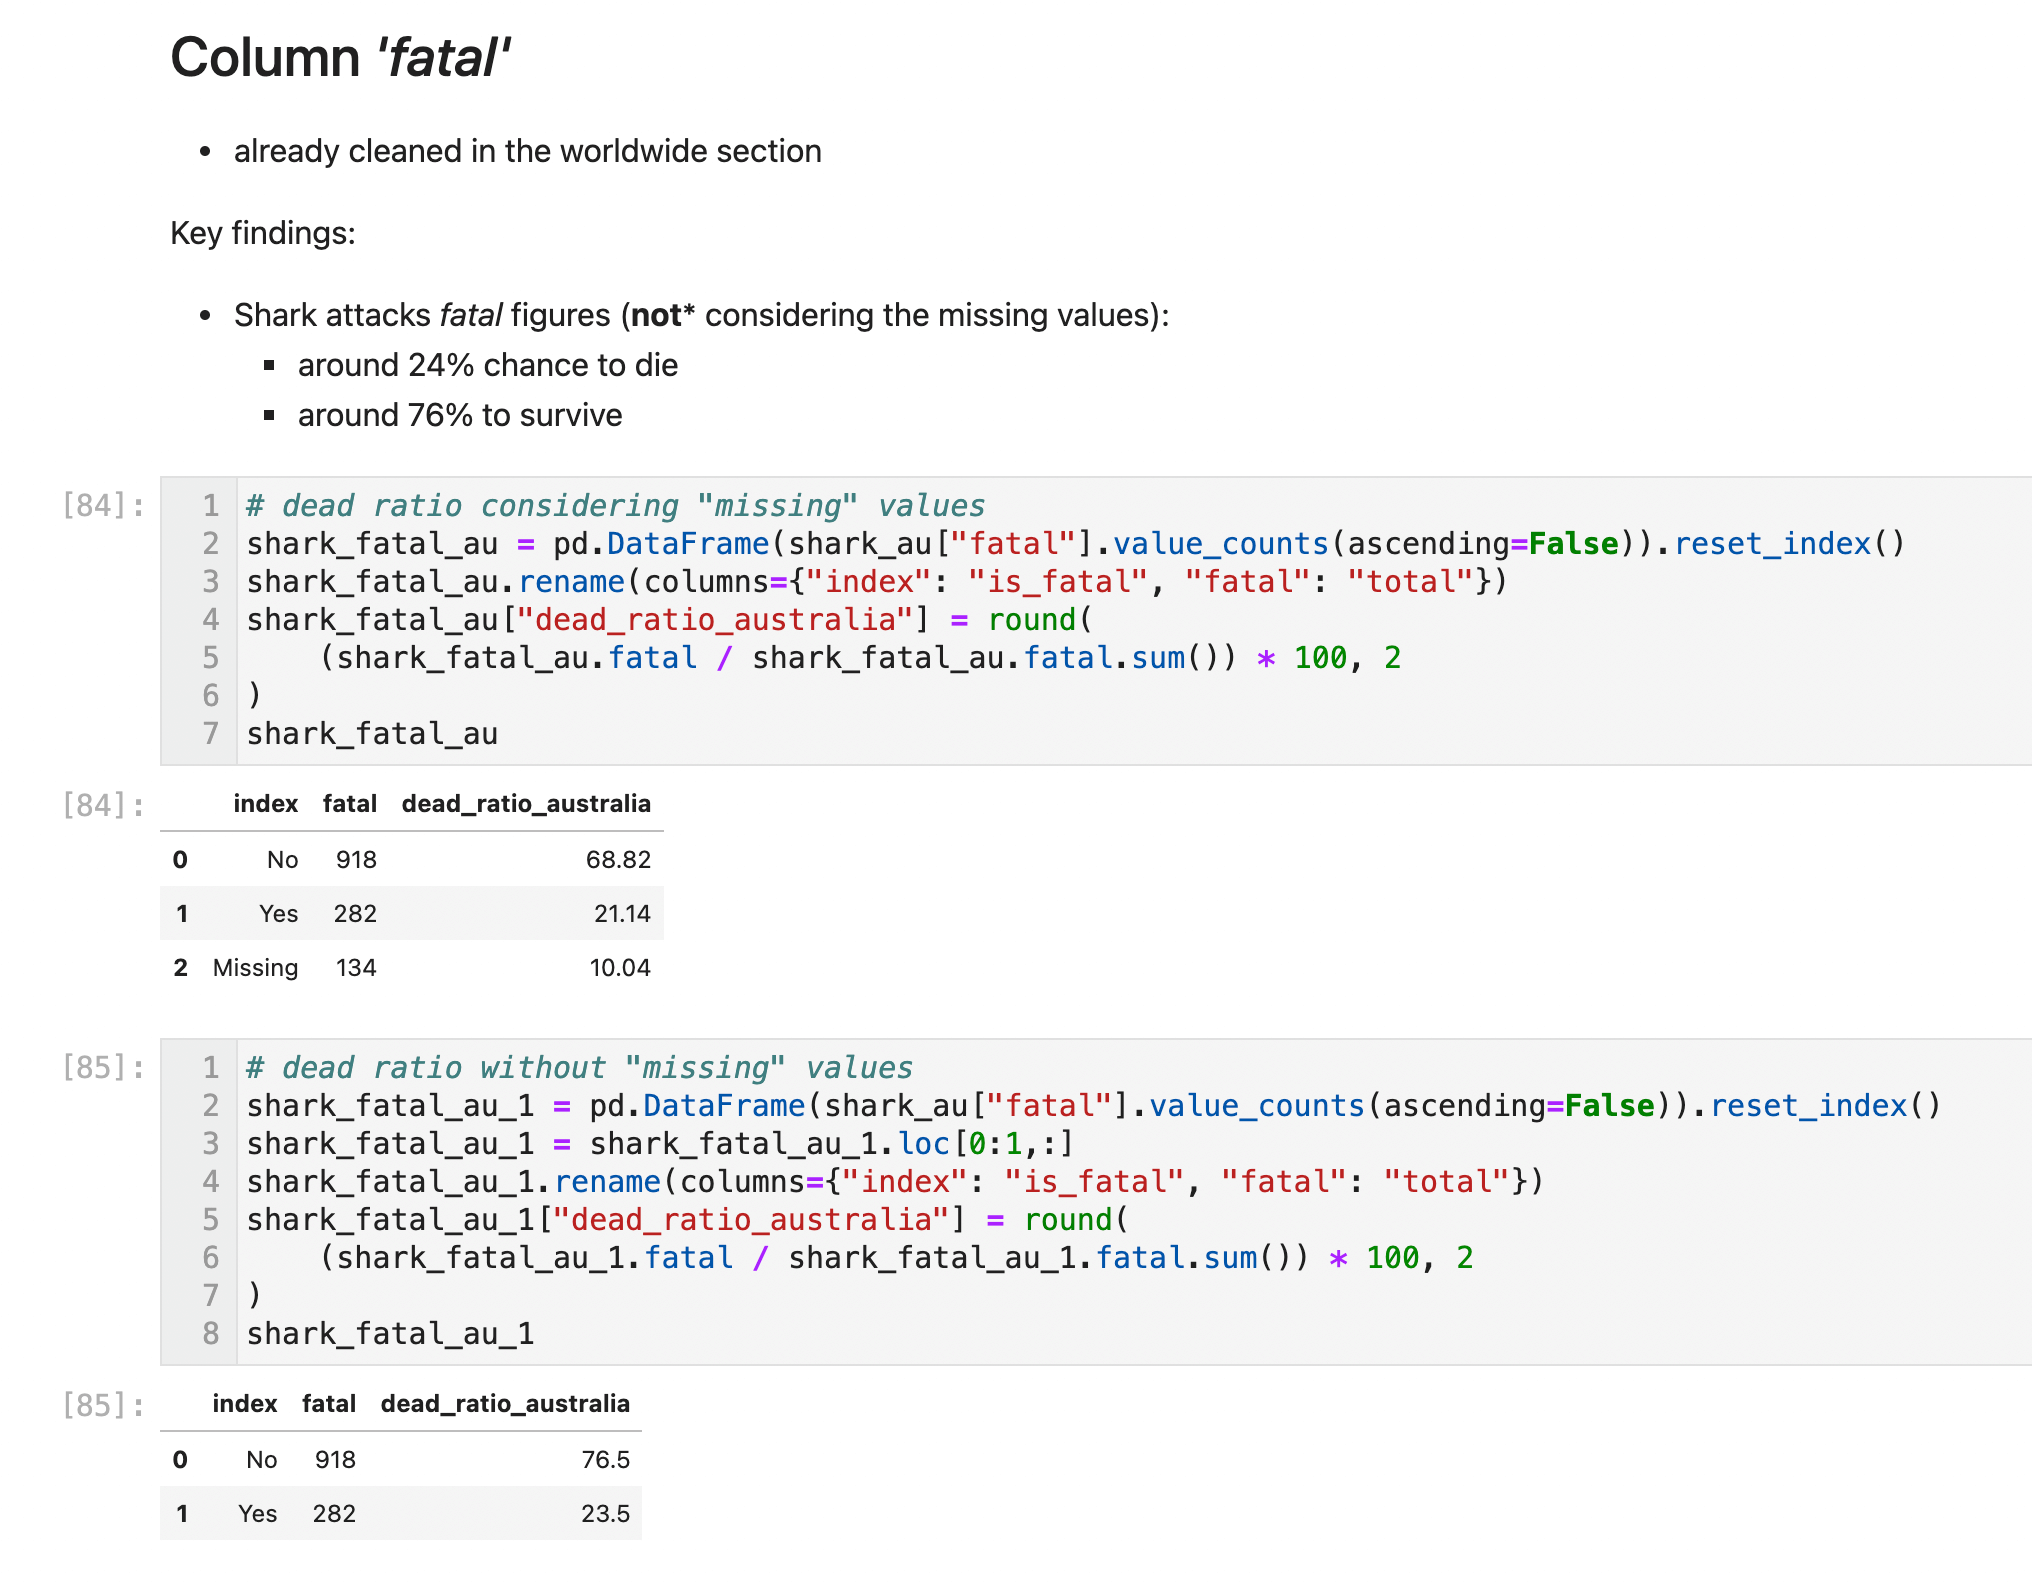 Column 'fatal'
• already cleaned in the worldwide section
Key findings:
• Shark attacks fatal figures (not* considering the missing values):
▪ around 24% chance to die
▪ around 76% to survive
[84]:
1 # dead ratio considering "missing" values
2 shark_fatal_au = pd.DataFrame(shark_au["fatal"].value_counts(ascending=False)).reset_index()
3 shark_fatal_au.rename(columns={"index": "is_fatal", "fatal": "total"})
4 shark_fatal_au["dead_ratio_australia"] = round(
5     (shark_fatal_au.fatal / shark_fatal_au.fatal.sum()) * 100, 2
6 )
7 shark_fatal_au
[84]:
index fatal dead_ratio_australia
0 No 918 68.82
1 Yes 282 21.14
2 Missing 134 10.04
[85]:
1 # dead ratio without "missing" values
2 shark_fatal_au_1 = pd.DataFrame(shark_au["fatal"].value_counts(ascending=False)).reset_index()
3 shark_fatal_au_1 = shark_fatal_au_1.loc[0:1,:]
4 shark_fatal_au_1.rename(columns={"index": "is_fatal", "fatal": "total"})
5 shark_fatal_au_1["dead_ratio_australia"] = round(
6     (shark_fatal_au_1.fatal / shark_fatal_au_1.fatal.sum()) * 100, 2
7 )
8 shark_fatal_au_1
[85]:
index fatal dead_ratio_australia
0 No 918 76.5
1 Yes 282 23.5